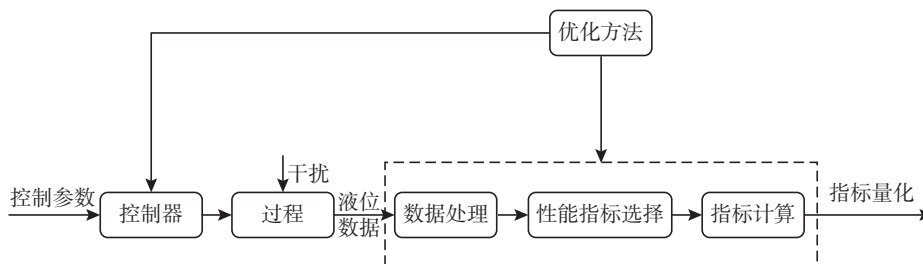 优化方法
干扰
控制参数
控制器
过程
液位
数据
数据处理
性能指标选择
指标计算
指标量化